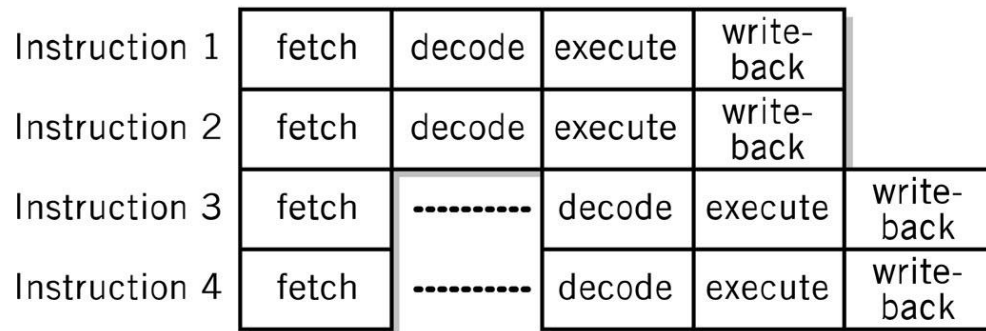 Instruction 1 fetch decode execute write-
back
Instruction 2 fetch decode execute write-
back
Instruction 3 fetch ---------- decode execute write-
back
Instruction 4 fetch ---------- decode execute write-
back